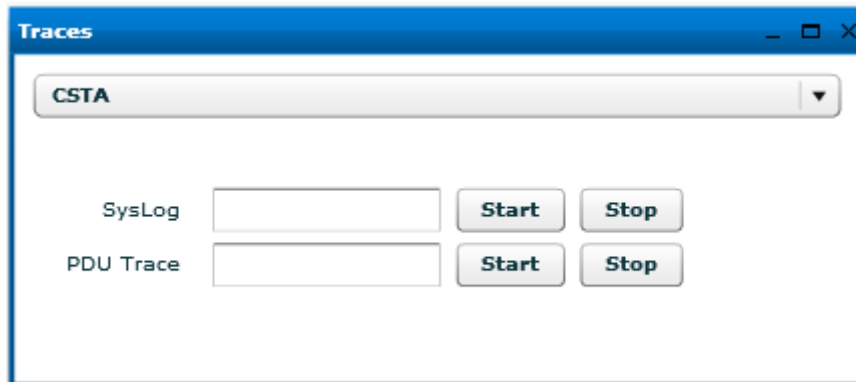 Traces
CSTA
SysLog Start Stop
PDU Trace Start Stop